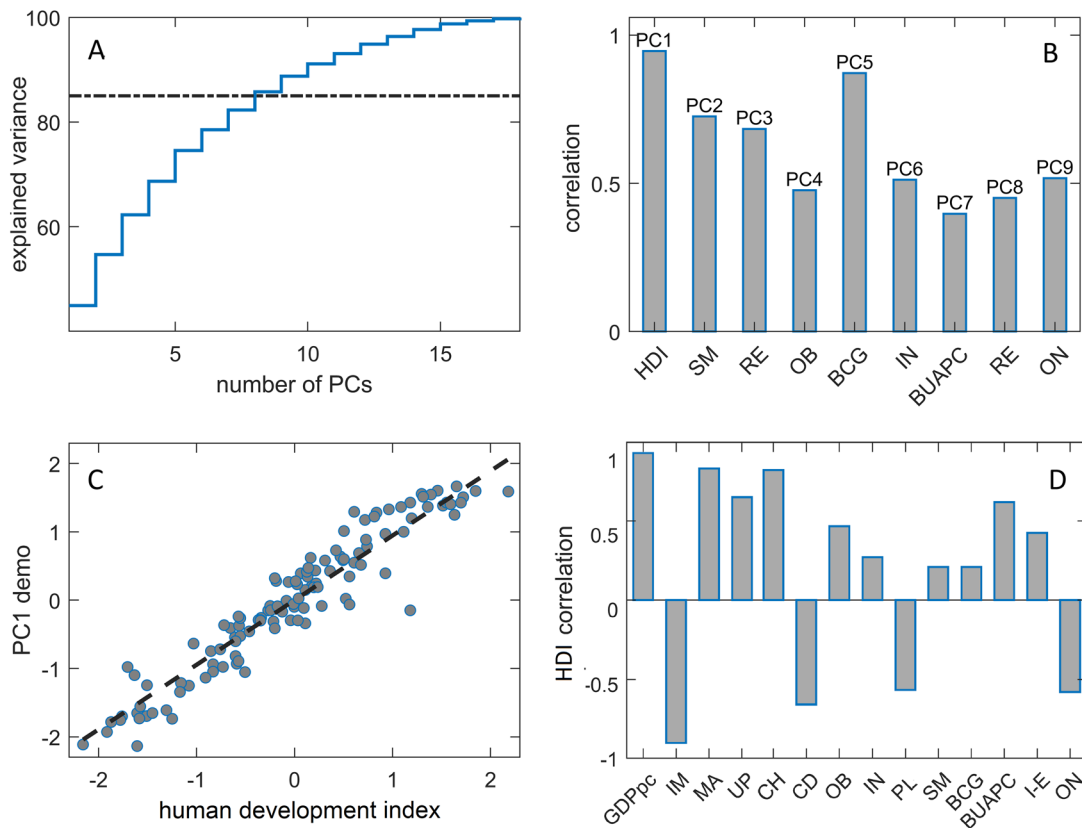 A
100
80
60
explained variance
5
10
15
number of PCs
B
1
0.5
0
correlation
PC1
PC2
PC3
PC4
PC5
PC6
PC7
PC8
PC9
HDI
SM
RE
OB
BCG
IN
BUAPC
RE
ON
C
2
1
0
-1
-2
PC1 demo
-2
-1
0
1
2
human development index
D
1
0.5
0
-0.5
-1
HDI correlation
GDPpc
IM
MA
UP
CH
CD
OB
IN
PL
SM
BCG
BUAPC
I-E
ON